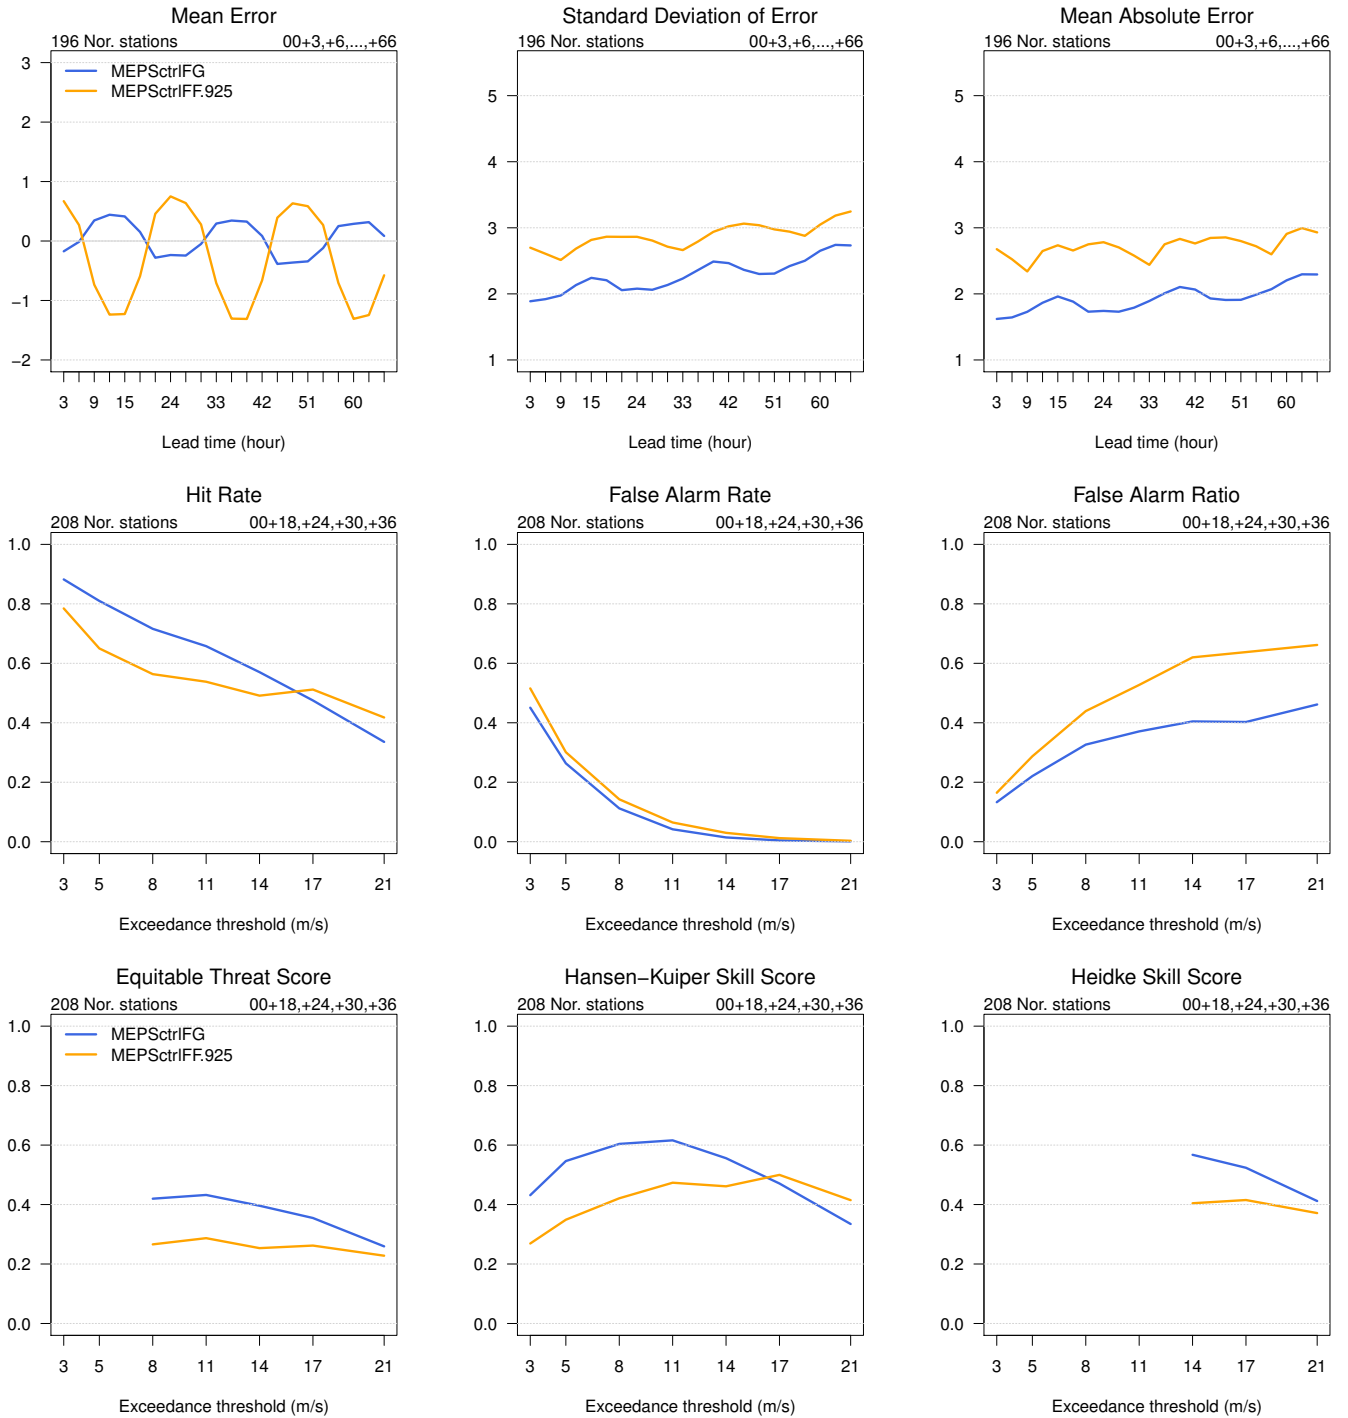 Mean Error
196 Nor. stations 00+3,+6,...,+66
MEPSctrlFG
MEPSctrlFF.925
3
2
1
0
−1
−2
3 9 15 24 33 42 51 60
Lead time (hour)
Standard Deviation of Error
196 Nor. stations 00+3,+6,...,+66
5
4
3
2
1
3 9 15 24 33 42 51 60
Lead time (hour)
Mean Absolute Error
196 Nor. stations 00+3,+6,...,+66
5
4
3
2
1
3 9 15 24 33 42 51 60
Lead time (hour)
Hit Rate
208 Nor. stations 00+18,+24,+30,+36
1.0
0.8
0.6
0.4
0.2
0.0
3 5 8 11 14 17 21
Exceedance threshold (m/s)
False Alarm Rate
208 Nor. stations 00+18,+24,+30,+36
1.0
0.8
0.6
0.4
0.2
0.0
3 5 8 11 14 17 21
Exceedance threshold (m/s)
False Alarm Ratio
208 Nor. stations 00+18,+24,+30,+36
1.0
0.8
0.6
0.4
0.2
0.0
3 5 8 11 14 17 21
Exceedance threshold (m/s)
Equitable Threat Score
208 Nor. stations 00+18,+24,+30,+36
MEPSctrlFG
MEPSctrlFF.925
1.0
0.8
0.6
0.4
0.2
0.0
3 5 8 11 14 17 21
Exceedance threshold (m/s)
Hansen−Kuiper Skill Score
208 Nor. stations 00+18,+24,+30,+36
1.0
0.8
0.6
0.4
0.2
0.0
3 5 8 11 14 17 21
Exceedance threshold (m/s)
Heidke Skill Score
208 Nor. stations 00+18,+24,+30,+36
1.0
0.8
0.6
0.4
0.2
0.0
3 5 8 11 14 17 21
Exceedance threshold (m/s)